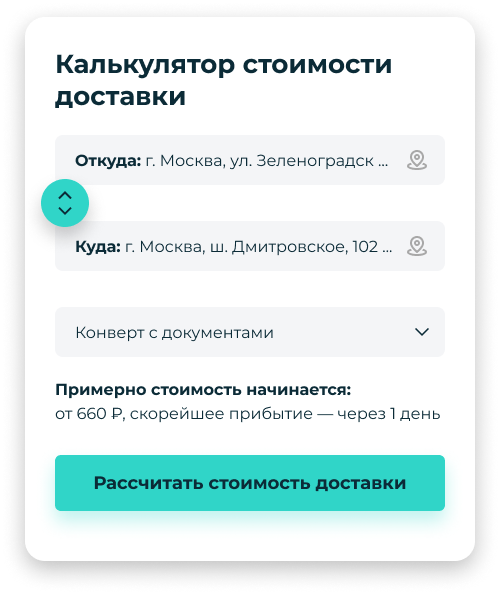 Калькулятор стоимости
доставки
Откуда: г. Москва, ул. Зеленоградск ...
Куда: г. Москва, ш. Дмитровское, 102 ...
Конверт с документами
Примерно стоимость начинается:
от 660 ₽, скорейшее прибытие — через 1 день
Рассчитать стоимость доставки